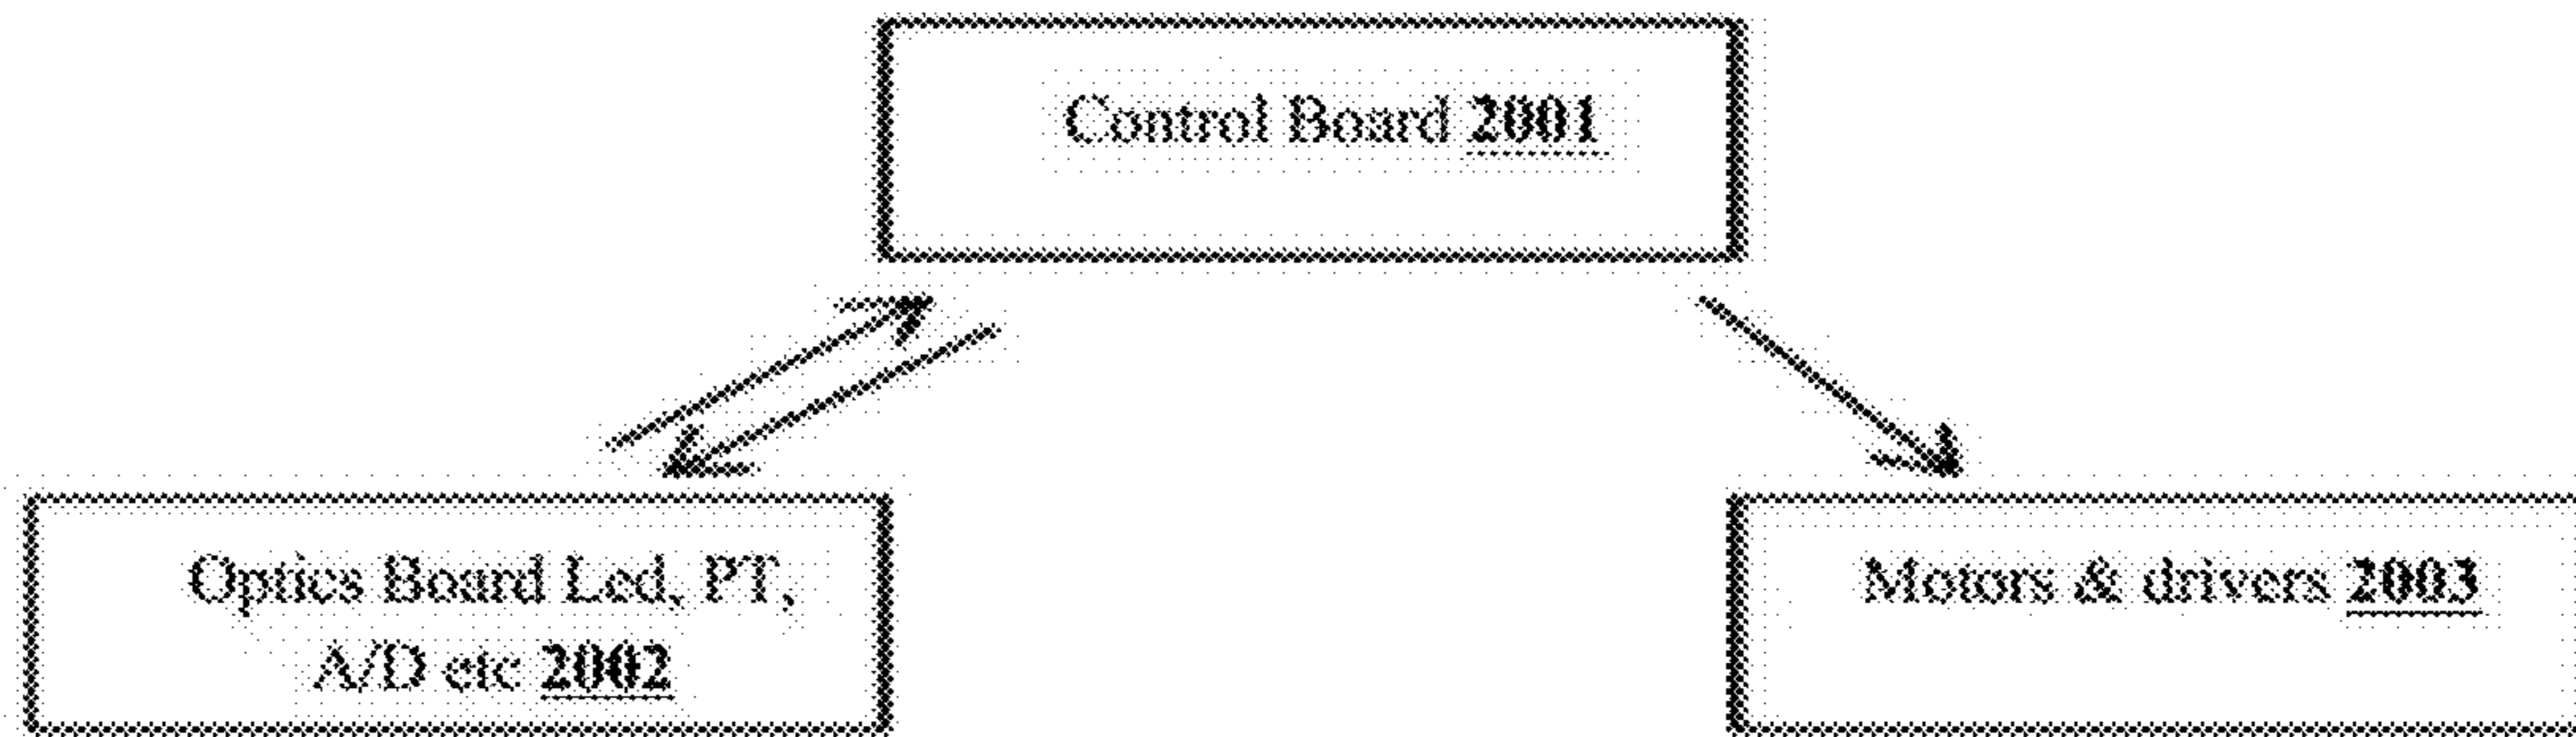 Control Board 2001
Optics Board Led, PT,
A/D etc 2002
Motors & drivers 2003